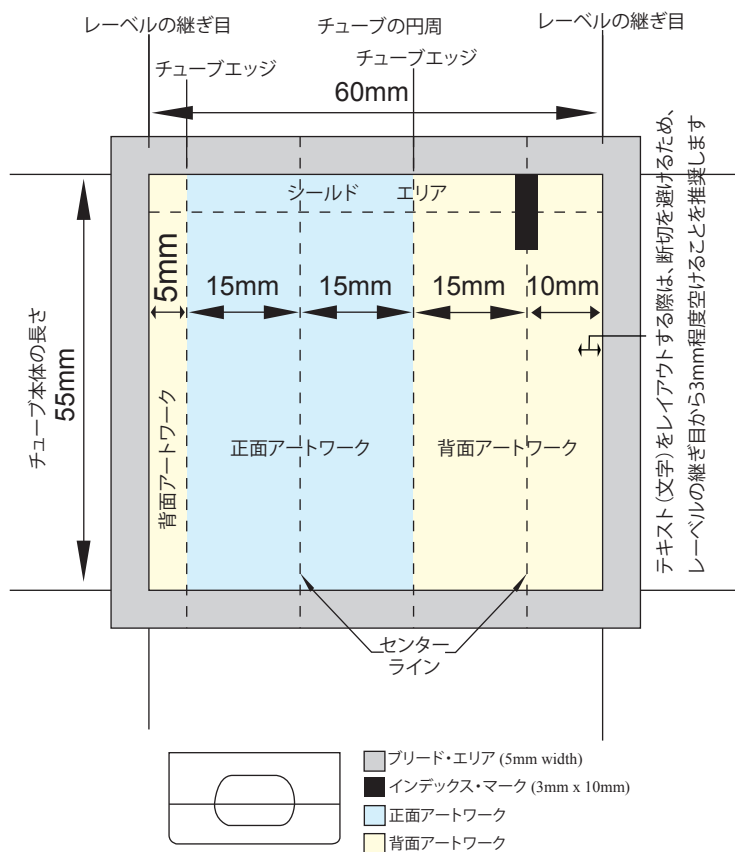 レーベルの継ぎ目
チューブの円周
レーベルの継ぎ目
チューブエッジ
チューブエッジ
60mm
シールド エリア
5mm
15mm
15mm
15mm
10mm
チューブ本体の長さ
55mm
背面アートワーク
正面アートワーク
背面アートワーク
テキスト(文字)をレイアウトする際は、断切を避けるため、
レーベルの継ぎ目から3mm程度空けることを推奨します
センター
ライン
ブリード・エリア (5mm width)
インデックス・マーク (3mm x 10mm)
正面アートワーク
背面アートワーク